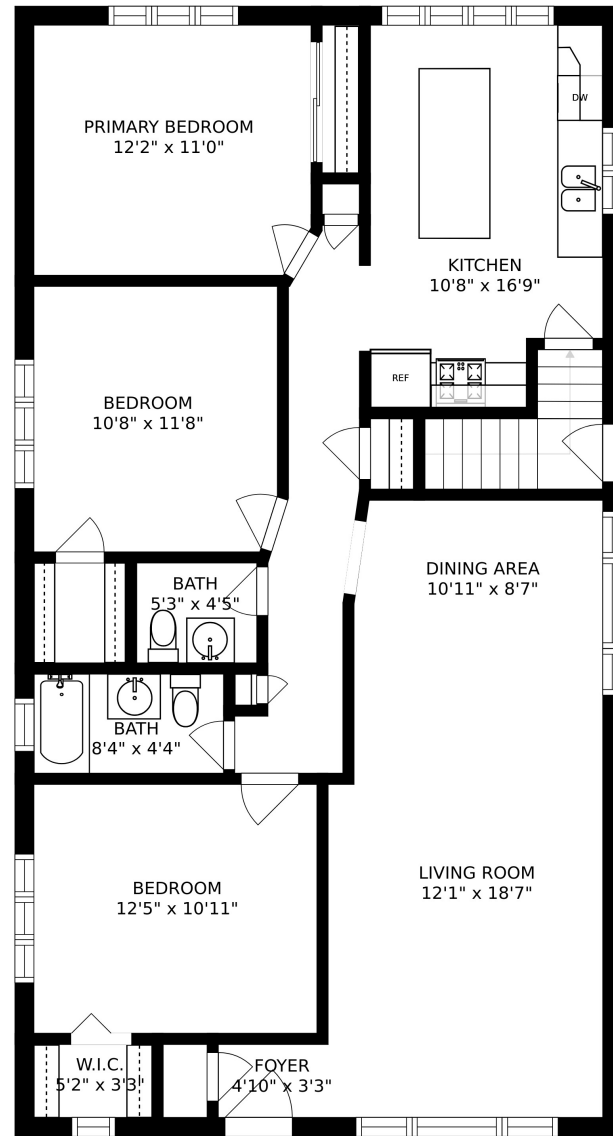 PRIMARY BEDROOM
12'2" x 11'0"
DW
KITCHEN
10'8" x 16'9"
REF
BEDROOM
10'8" x 11'8"
DINING AREA
10'11" x 8'7"
BATH
5'3" x 4'5"
BATH
8'4" x 4'4"
LIVING ROOM
12'1" x 18'7"
BEDROOM
12'5" x 10'11"
W.I.C.
5'2" x 3'3"
FOYER
4'10" x 3'3"